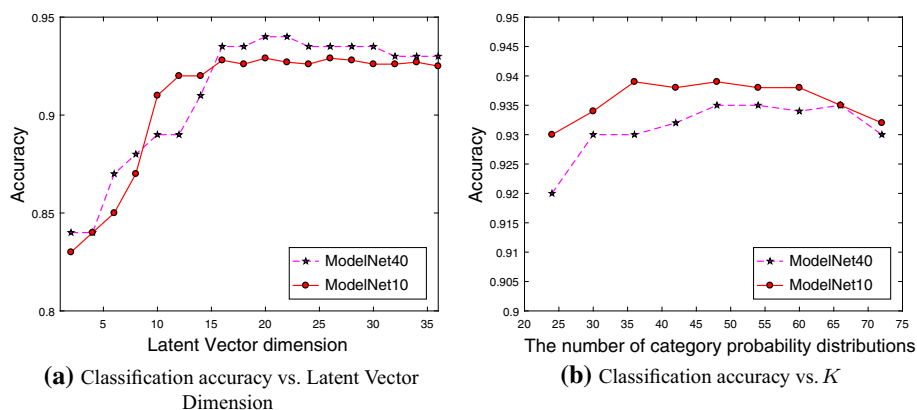 0.95
0.9
0.85
0.8
Accuracy
5 10 15 20 25 30 35
Latent Vector dimension
ModelNet40
ModelNet10
(a) Classification accuracy vs. Latent Vector
Dimension
0.95
0.945
0.94
0.935
0.93
0.925
0.92
0.915
0.91
0.905
0.9
Accuracy
20 25 30 35 40 45 50 55 60 65 70 75
The number of category probability distributions
ModelNet40
ModelNet10
(b) Classification accuracy vs. K